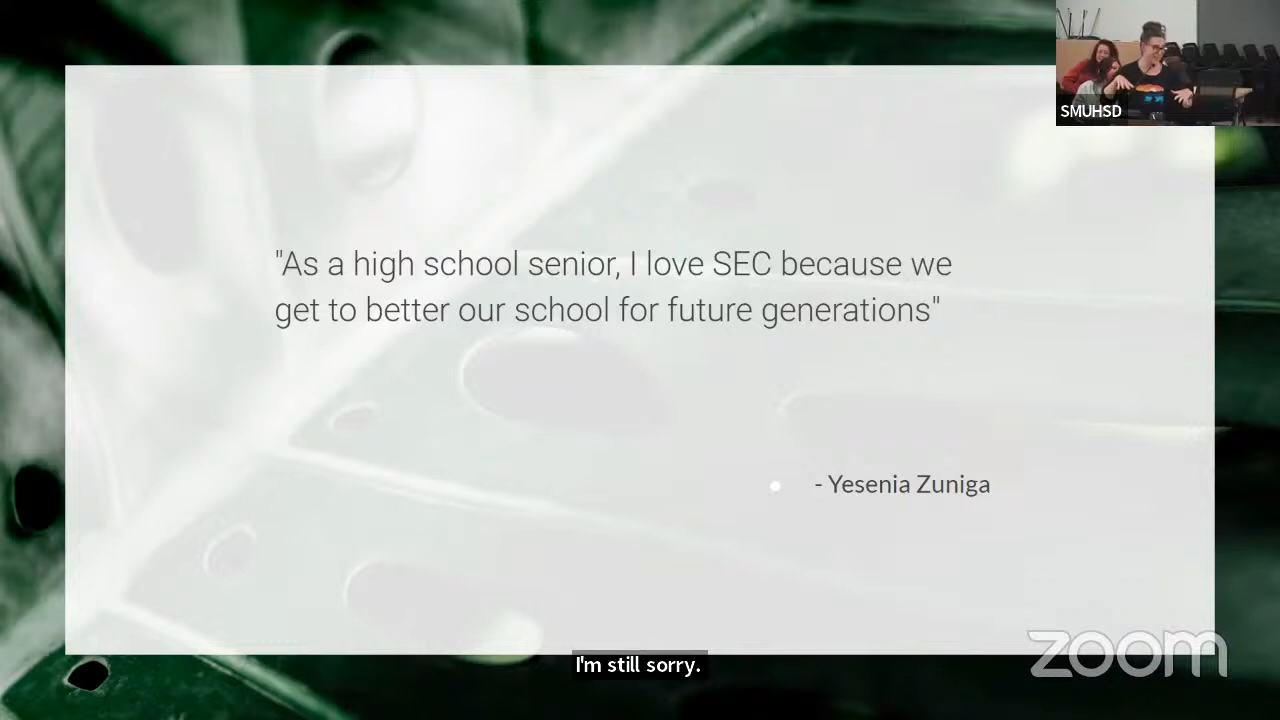 SMUHSD
"As a high school senior, I love SEC because we
get to better our school for future generations"
- Yesenia Zuniga
zoom
I'm still sorry.